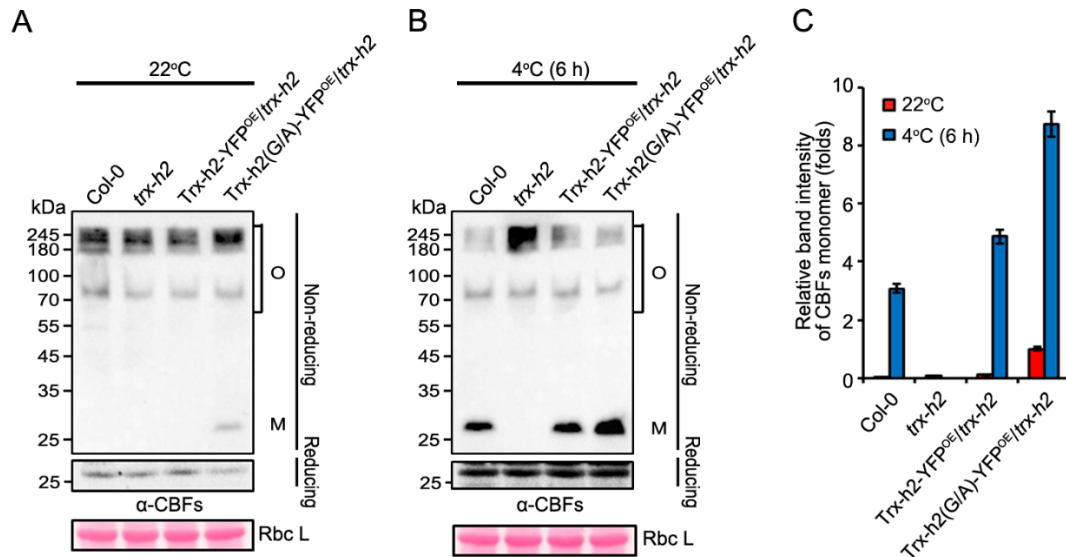 A
22°C
Col-0
trx-h2
Trx-h2-YFP^OE/trx-h2
Trx-h2(G/A)-YFP^OE/trx-h2
kDa
245
180
100
70
55
45
35
25
25
O
M
Non-reducing
Reducing
α-CBFs
Rbc L
B
4°C (6 h)
Col-0
trx-h2
Trx-h2-YFP^OE/trx-h2
Trx-h2(G/A)-YFP^OE/trx-h2
kDa
245
180
100
70
55
45
35
25
25
O
M
Non-reducing
Reducing
α-CBFs
Rbc L
C
Relative band intensity
of CBFs monomer (folds)
10
8
6
4
2
0
22°C
4°C (6 h)
Col-0
trx-h2
Trx-h2-YFP^OE/trx-h2
Trx-h2(G/A)-YFP^OE/trx-h2